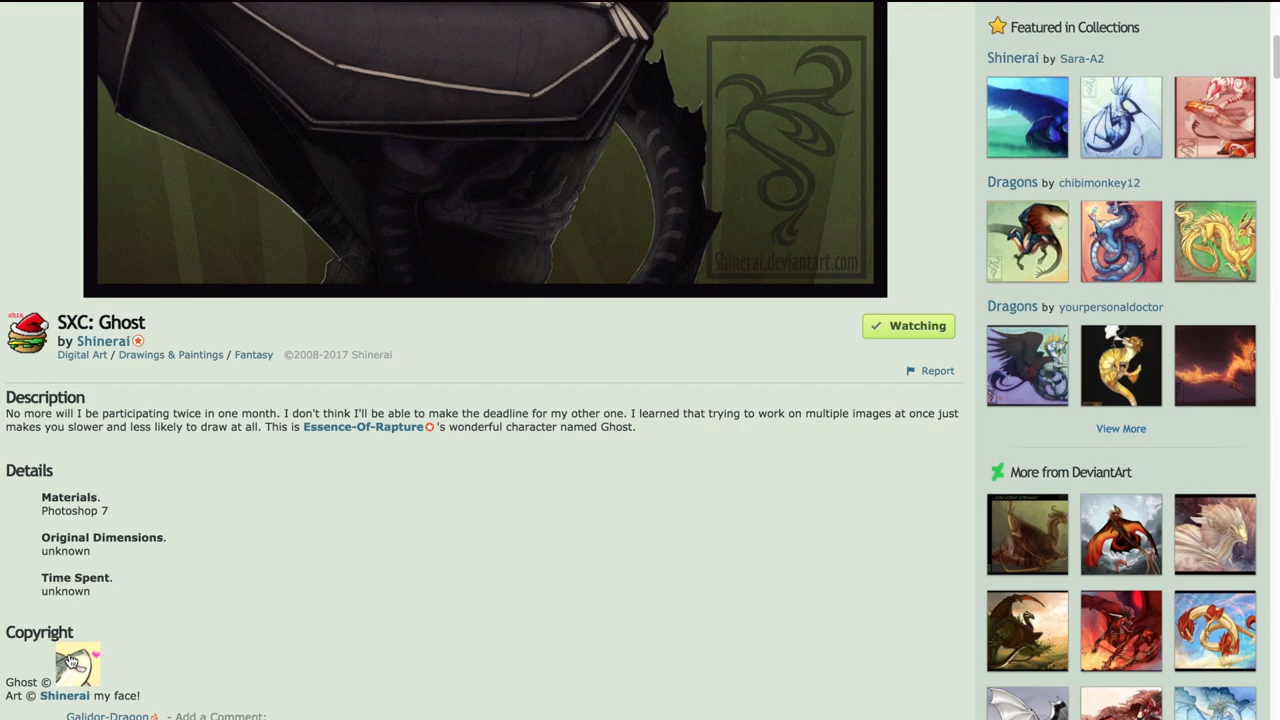 Shinerai.deviantart.com
SXC: Ghost
by Shinerai
Digital Art / Drawings & Paintings / Fantasy ©2008-2017 Shinerai
Watching
Report
Description
No more will I be participating twice in one month. I don't think I'll be able to make the deadline for my other one. I learned that trying to work on multiple images at once just
makes you slower and less likely to draw at all. This is Essence-Of-Rapture 's wonderful character named Ghost.
Details
Materials.
Photoshop 7
Original Dimensions.
unknown
Time Spent.
unknown
Copyright
Ghost ©
Art © Shinerai my face!
Galidor-Dragon - Add a Comment:
Featured in Collections
Shinerai by Sara-A2
Dragons by chibimonkey12
Dragons by yourpersonaldoctor
View More
More from DeviantArt